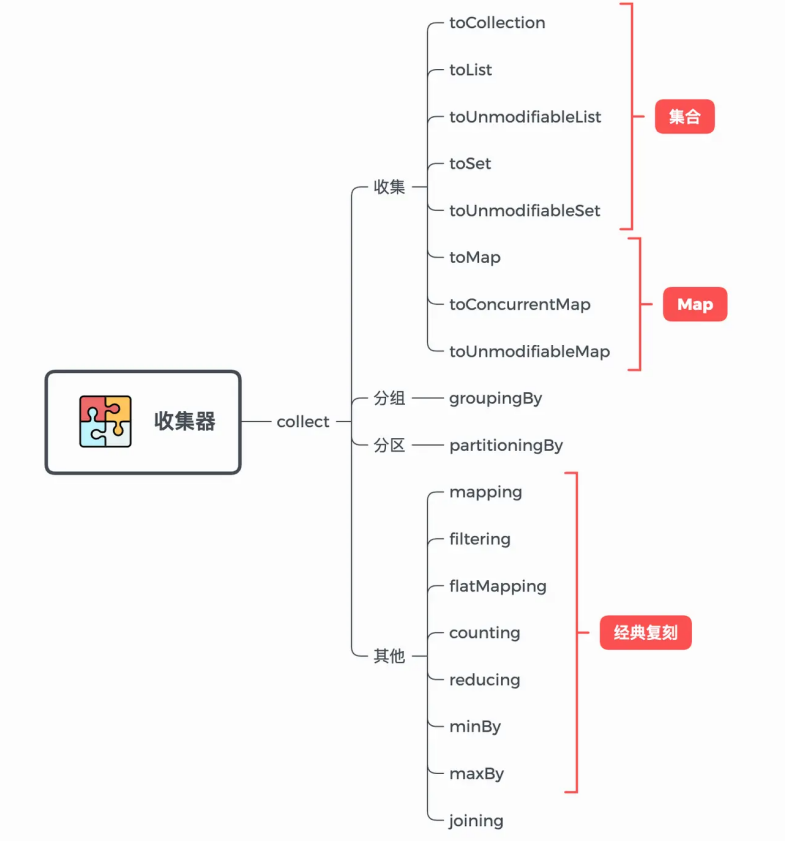 收集器
collect
收集
toCollection
toList
toUnmodifiableList
toSet
toUnmodifiableSet
集合
toMap
toConcurrentMap
toUnmodifiableMap
Map
分组
groupingBy
分区
partitioningBy
其他
mapping
filtering
flatMapping
counting
reducing
minBy
maxBy
经典复刻
joining